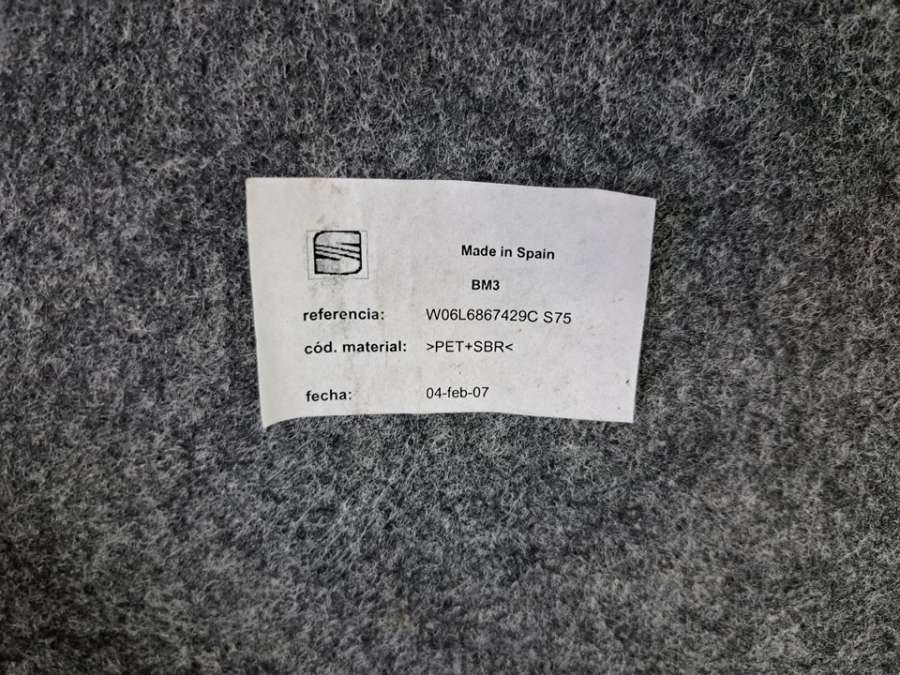 Made in Spain
BM3
referencia: W06L6867429C S75
cód. material: >PET+SBR<
fecha: 04-feb-07